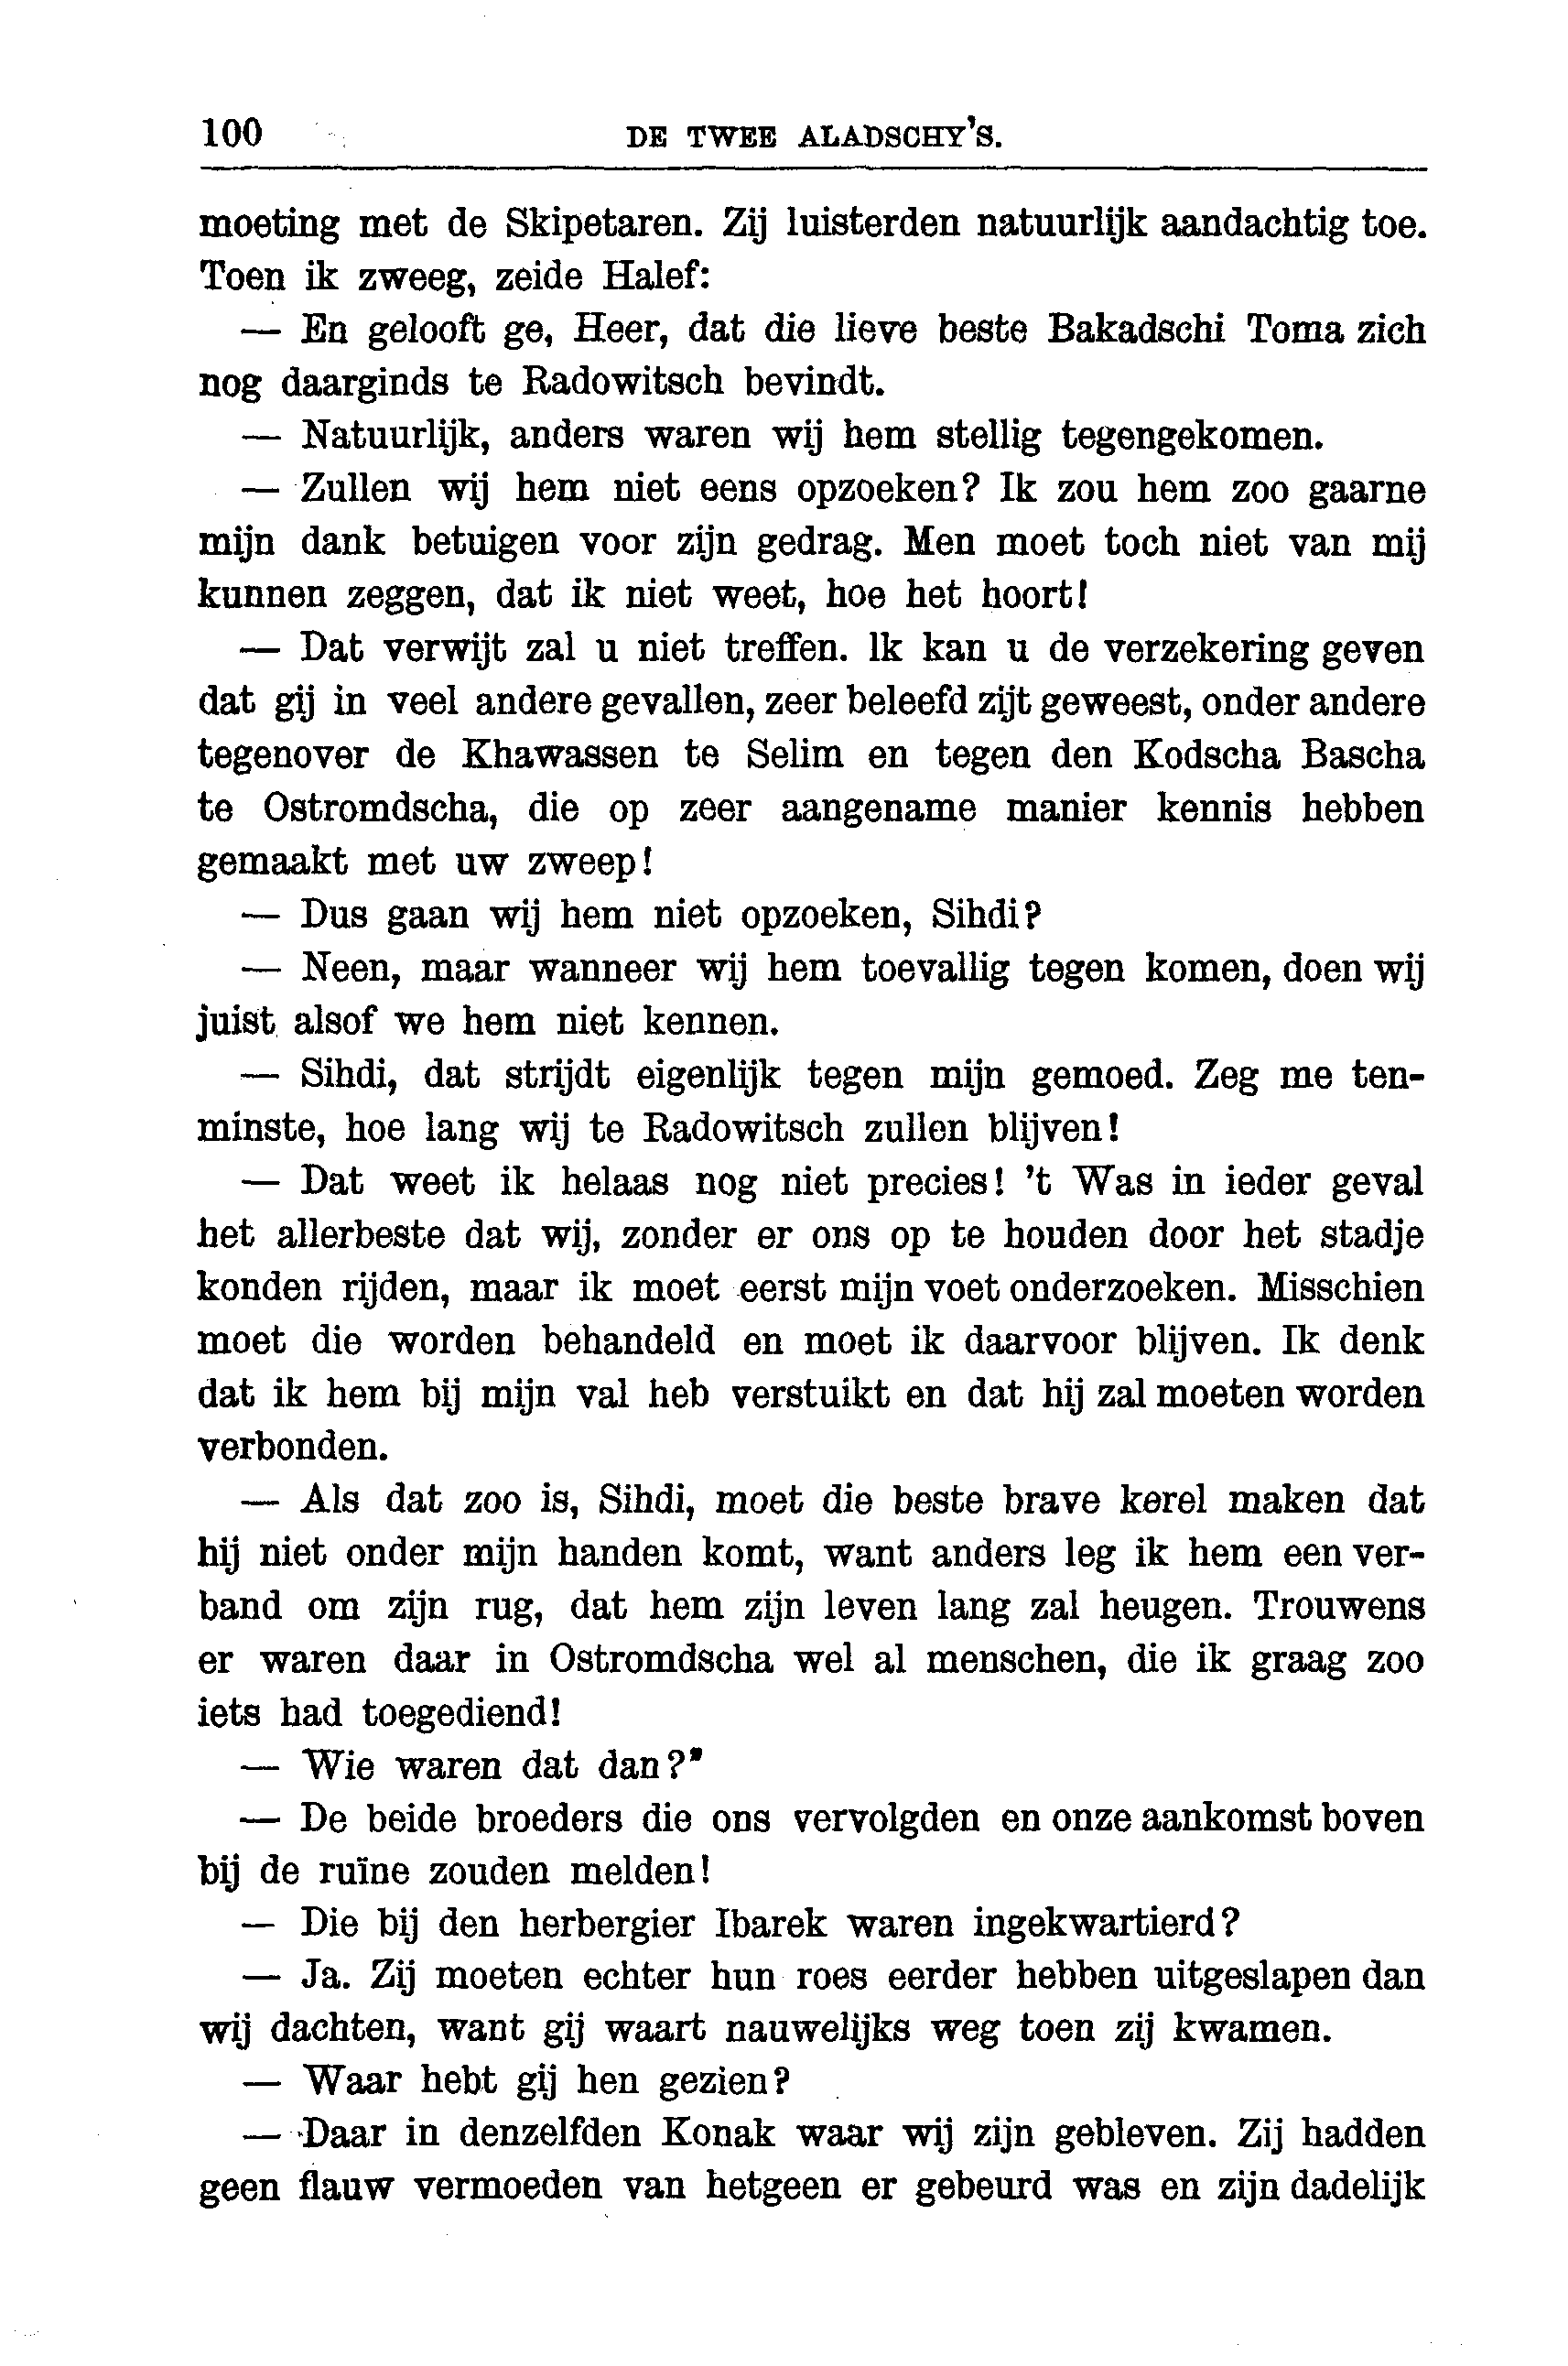 100 DE TWEE ALADSCHY'S.
moeting met de Skipetaren. Zij luisterden natuurlijk aandachtig toe.
Toen ik zweeg, zeide Halef:
— En gelooft ge, Heer, dat die lieve beste Bakadschi Toma zich
nog daarginds te Radowitsch bevindt.
— Natuurlijk, anders waren wij hem stellig tegengekomen.
— Zullen wij hem niet eens opzoeken? Ik zou hem zoo gaarne
mijn dank betuigen voor zijn gedrag. Men moet toch niet van mij
kunnen zeggen, dat ik niet weet, hoe het hoort!
— Dat verwijt zal u niet treffen. Ik kan u de verzekering geven
dat gij in veel andere gevallen, zeer beleefd zijt geweest, onder andere
tegenover de Khawassen te Selim en tegen den Kodscha Bascha
te Ostromdscha, die op zeer aangename manier kennis hebben
gemaakt met uw zweep!
— Dus gaan wij hem niet opzoeken, Sihdi?
— Neen, maar wanneer wij hem toevallig tegen komen, doen wij
juist alsof we hem niet kennen.
— Sihdi, dat strijdt eigenlijk tegen mijn gemoed. Zeg me ten-
minste, hoe lang wij te Radowitsch zullen blijven!
— Dat weet ik helaas nog niet precies! 't Was in ieder geval
het allerbeste dat wij, zonder er ons op te houden door het stadje
konden rijden, maar ik moet eerst mijn voet onderzoeken. Misschien
moet die worden behandeld en moet ik daarvoor blijven. Ik denk
dat ik hem bij mijn val heb verstuikt en dat hij zal moeten worden
verbonden.
— Als dat zoo is, Sihdi, moet die beste brave kerel maken dat
hij niet onder mijn handen komt, want anders leg ik hem een ver-
band om zijn rug, dat hem zijn leven lang zal heugen. Trouwens
er waren daar in Ostromdscha wel al menschen, die ik graag zoo
iets had toegediend!
— Wie waren dat dan?"
— De beide broeders die ons vervolgden en onze aankomst boven
bij de ruïne zouden melden!
— Die bij den herbergier Ibarek waren ingekwartierd?
— Ja. Zij moeten echter hun roes eerder hebben uitgeslapen dan
wij dachten, want gij waart nauwelijks weg toen zij kwamen.
— Waar hebt gij hen gezien?
— Daar in denzelfden Konak waar wij zijn gebleven. Zij hadden
geen flauw vermoeden van hetgeen er gebeurd was en zijn dadelijk